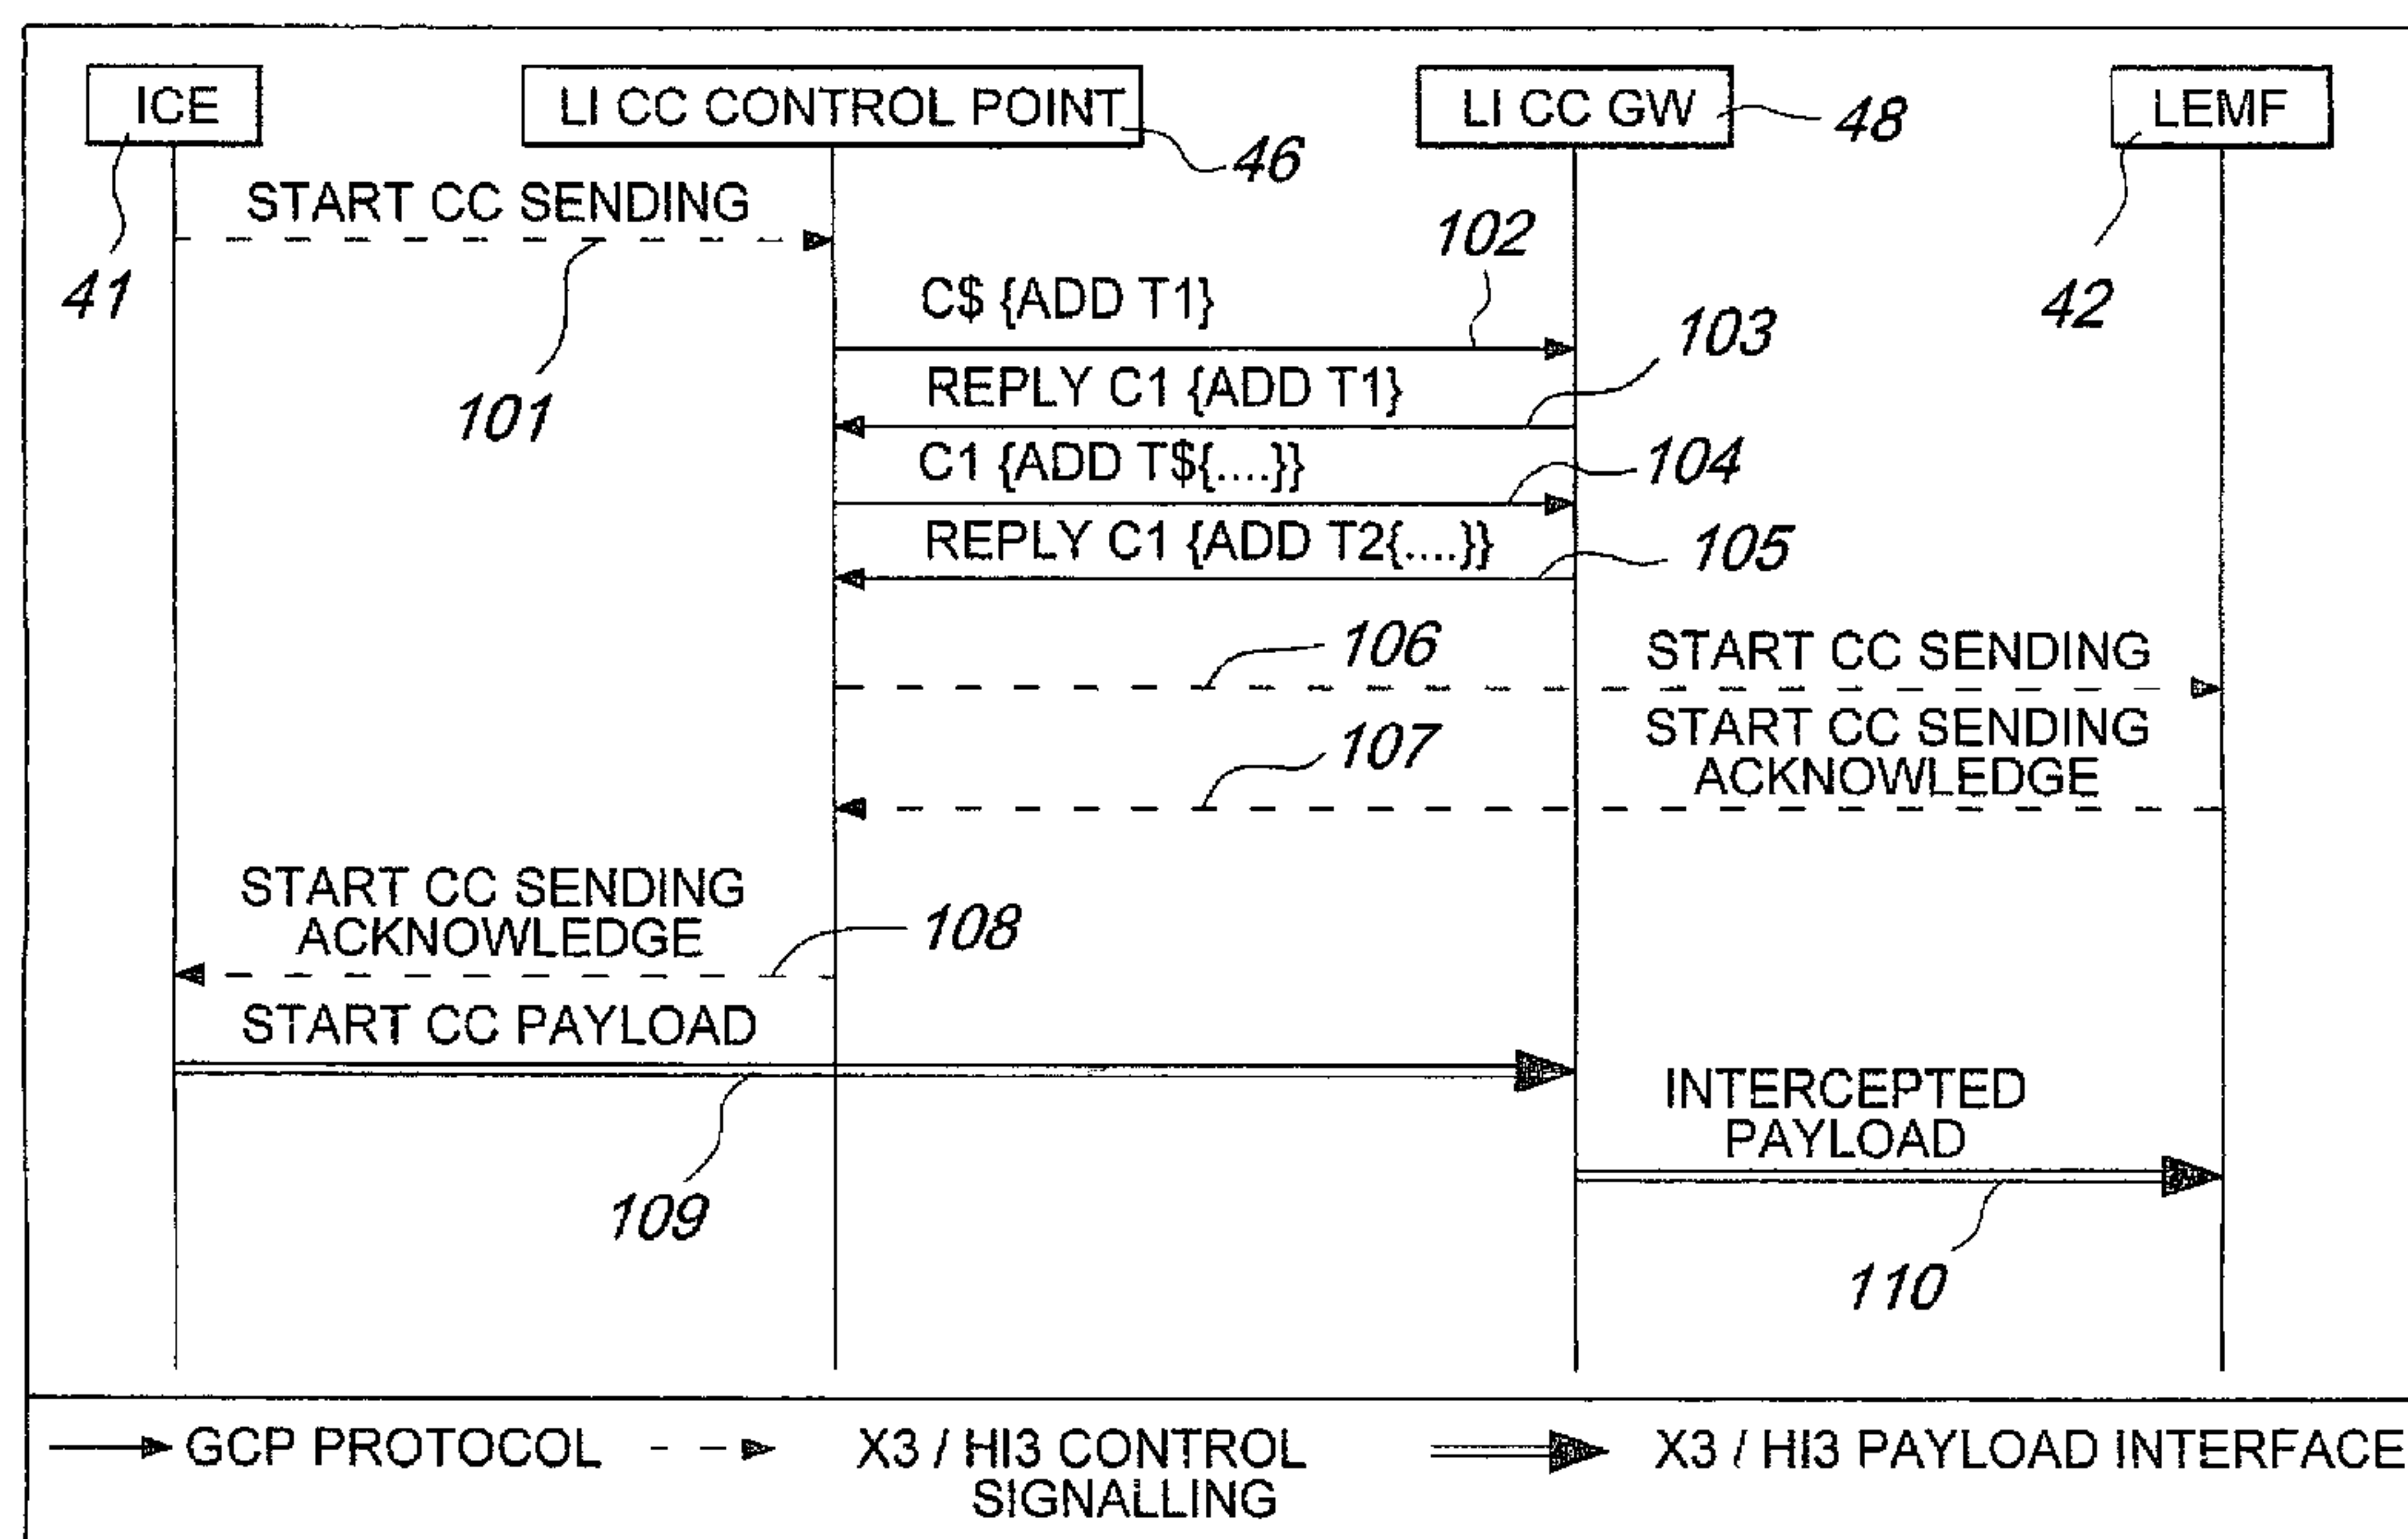 ICE
LI CC CONTROL POINT
LI CC GW
48
LEMF
46
START CC SENDING
41
101
42
102
C$ {ADD T1}
103
REPLY C1 {ADD T1}
C1 {ADD T${....}}
104
REPLY C1 {ADD T2{....}}
105
106
START CC SENDING
107
START CC SENDING
ACKNOWLEDGE
START CC SENDING
ACKNOWLEDGE
108
START CC PAYLOAD
109
INTERCEPTED
PAYLOAD
110
GCP PROTOCOL
X3 / HI3 CONTROL
SIGNALLING
X3 / HI3 PAYLOAD INTERFACE